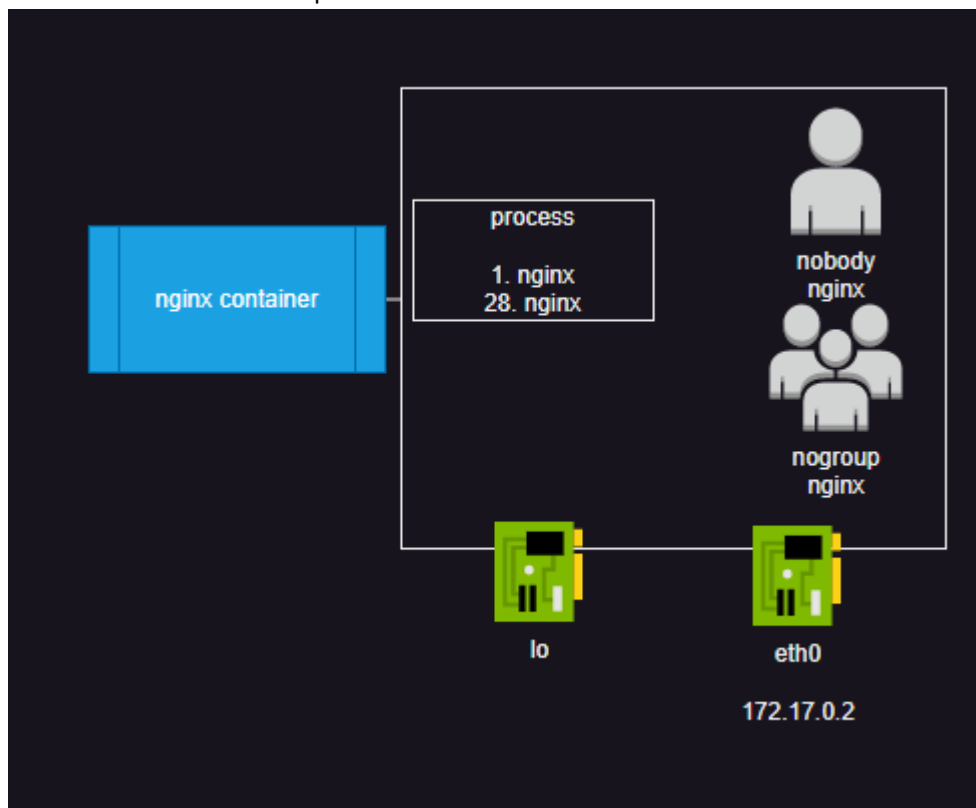 nginx container
process
1. nginx
28. nginx
nobody
nginx
nogroup
nginx
lo
eth0
172.17.0.2